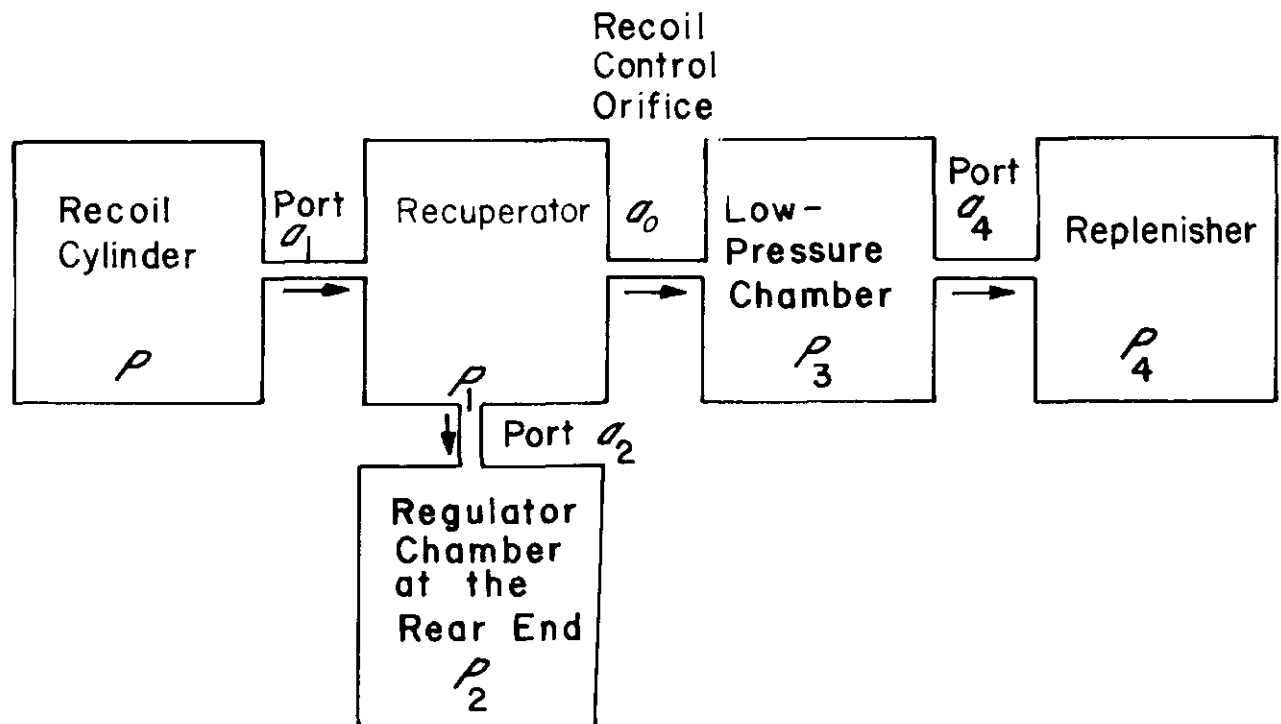 Recoil
Control
Orifice
Recoil
Cylinder
P
Port
a₁
Recuperator
P₁
a₀
Low-
Pressure
Chamber
P₃
Port
a₄
Replenisher
P₄
Port a₂
Regulator
Chamber
at the
Rear End
P₂